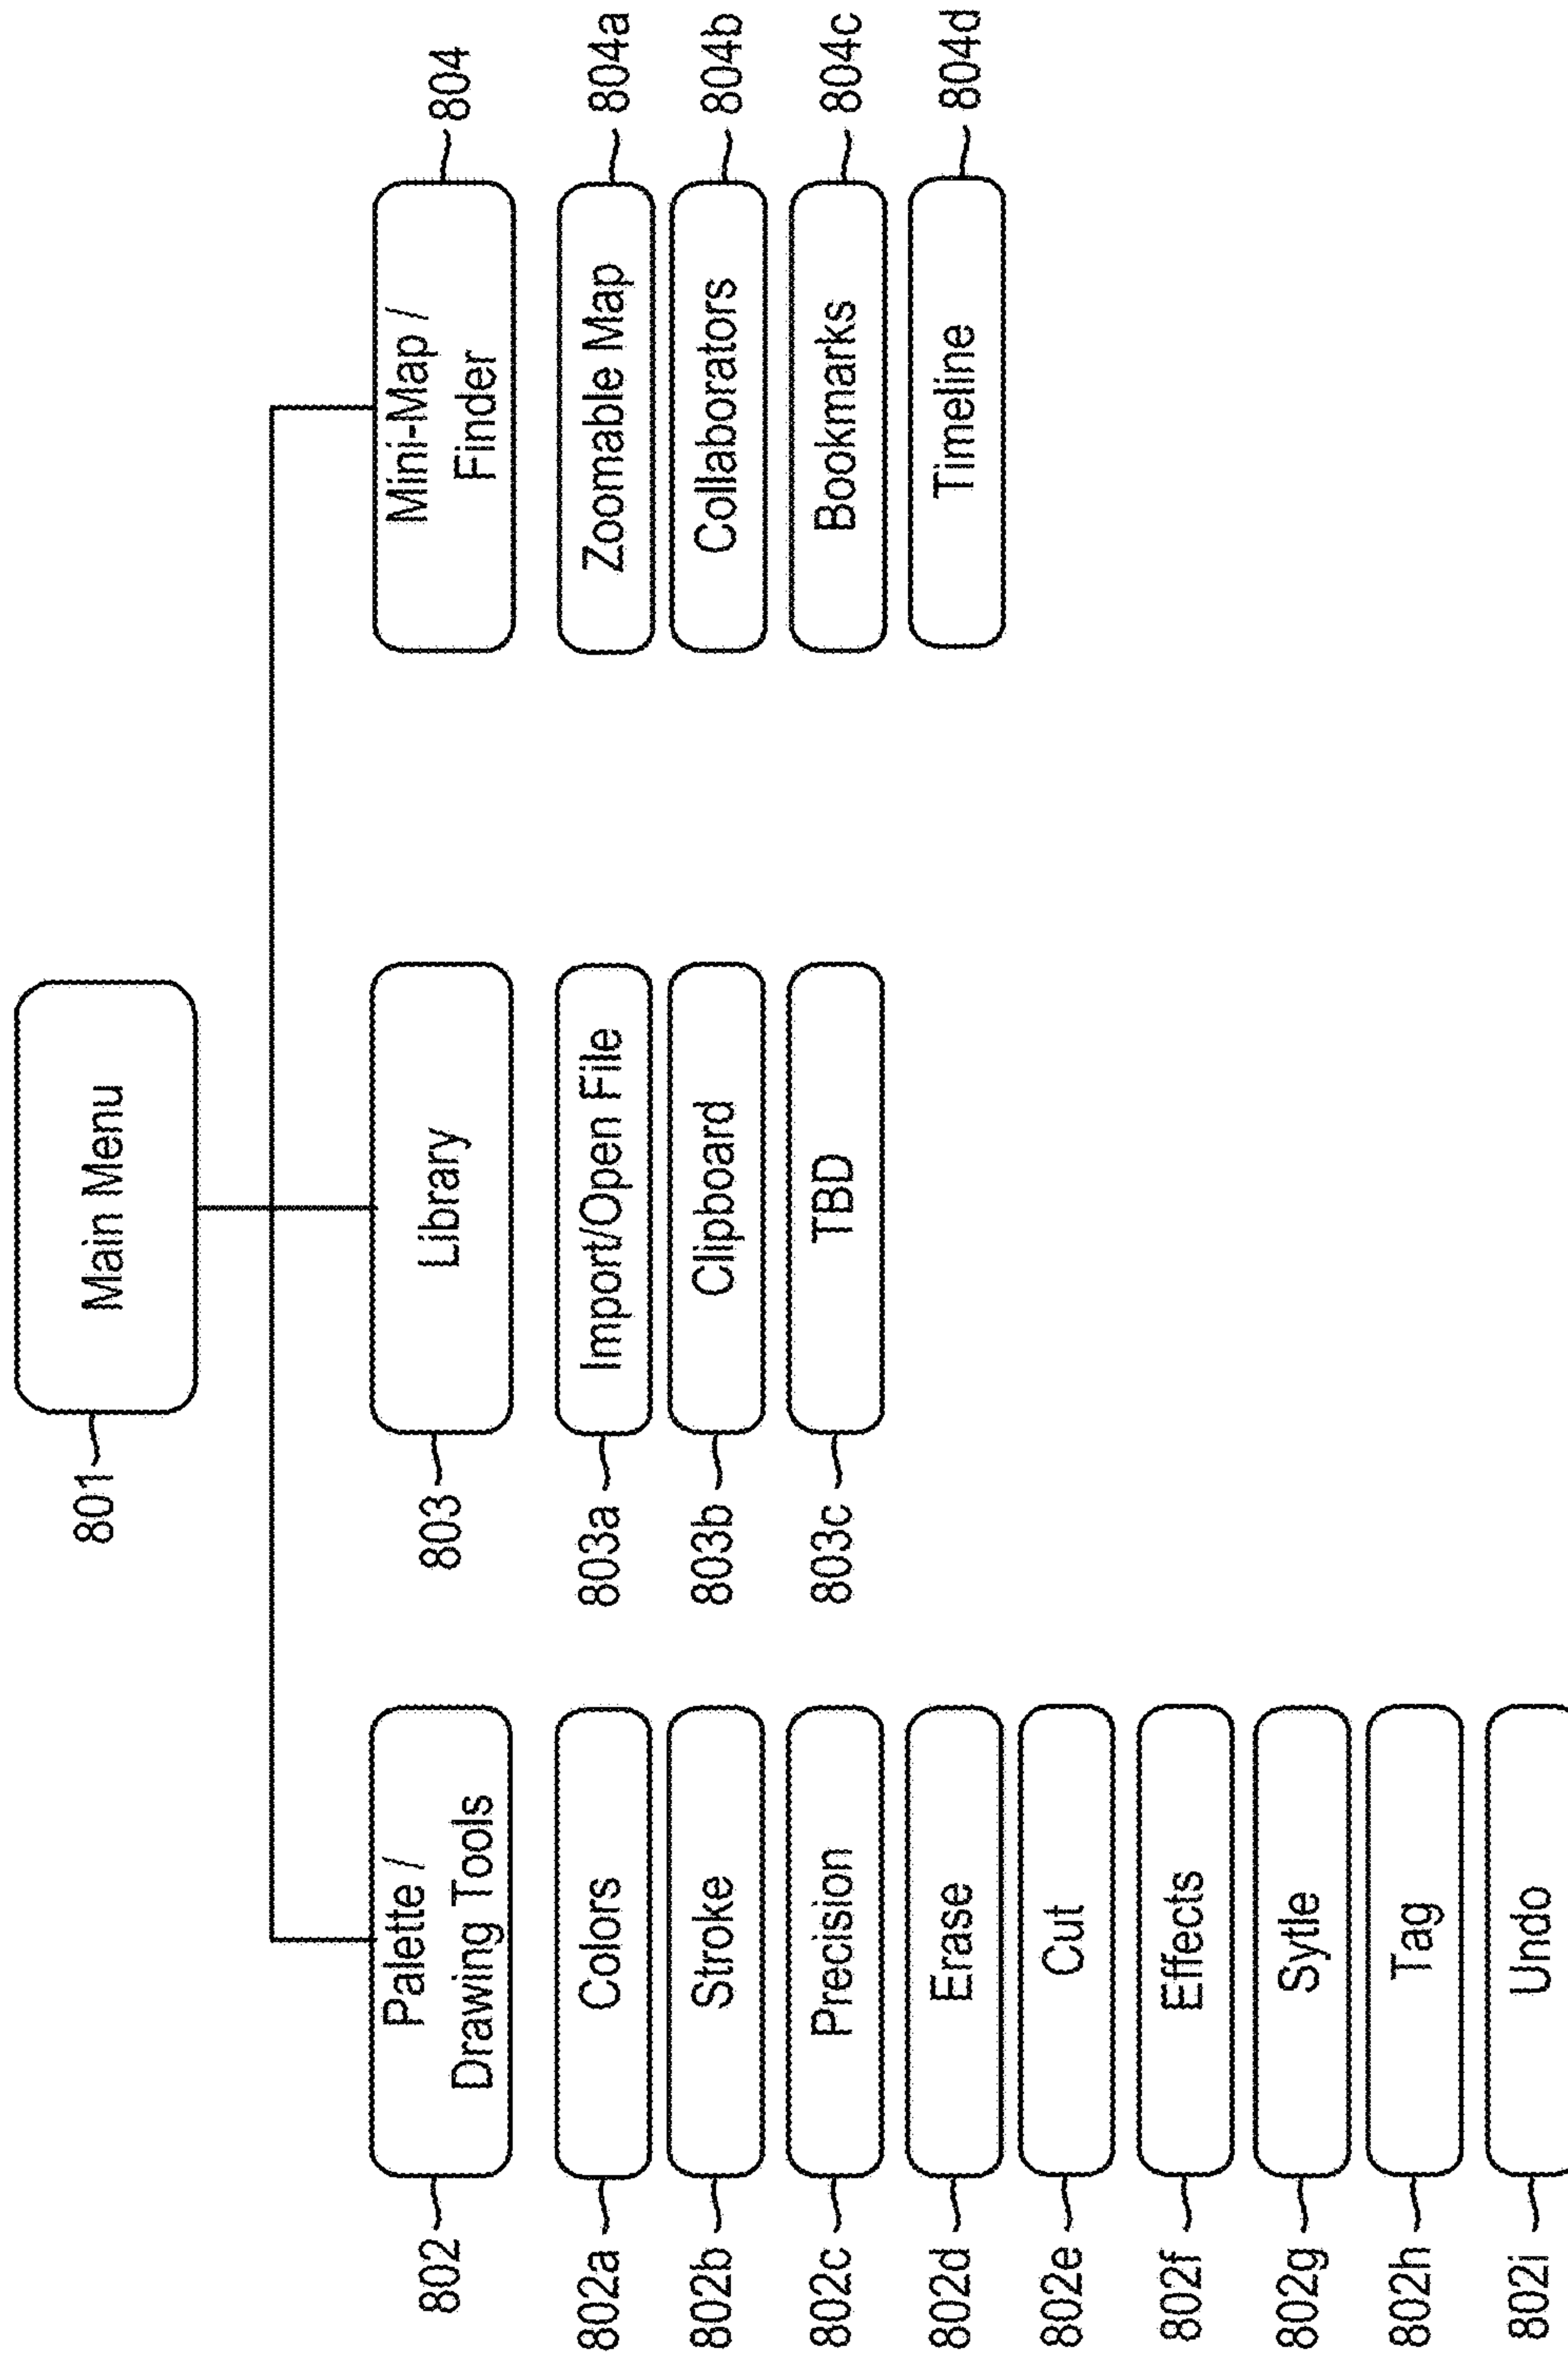 801
Main Menu
802
Palette /
Drawing Tools
802a
Colors
802b
Stroke
802c
Precision
802d
Erase
802e
Cut
802f
Effects
802g
Sytle
802h
Tag
802i
Undo
803
Library
803a
Import/Open File
803b
Clipboard
803c
TBD
Mini-Map /
Finder
804
Zoomable Map
804a
Collaborators
804b
Bookmarks
804c
Timeline
804d